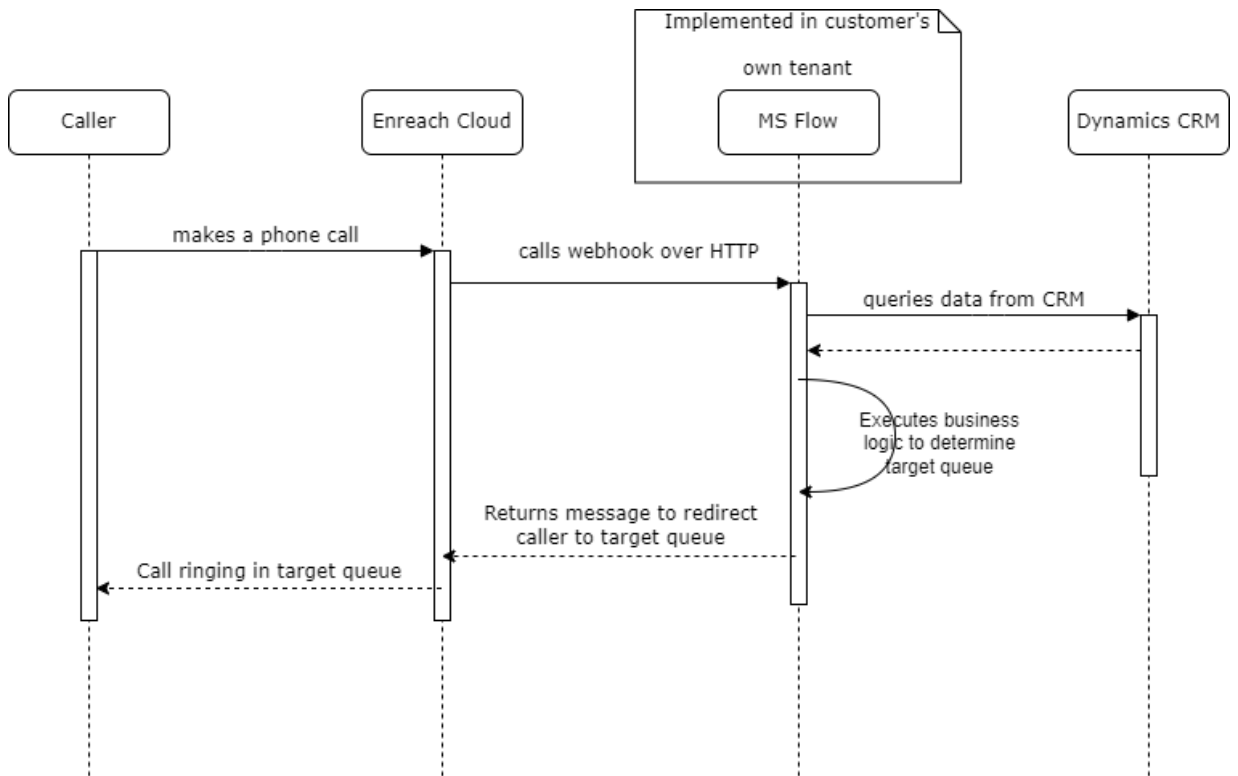 Implemented in customer's
own tenant
Caller
Enreach Cloud
MS Flow
Dynamics CRM
makes a phone call
calls webhook over HTTP
queries data from CRM
Executes business
logic to determine
target queue
Returns message to redirect
caller to target queue
Call ringing in target queue